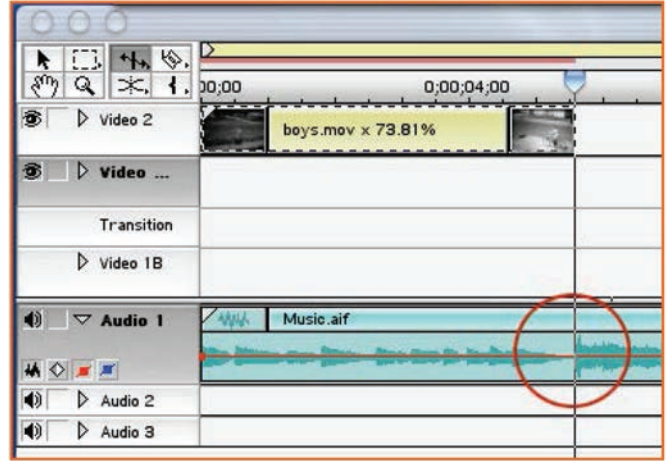 00;00 0;00;04;00
Video 2
boys.mov x 73.81%
Video ...
Transition
Video 1B
Audio 1
Music.aif
Audio 2
Audio 3